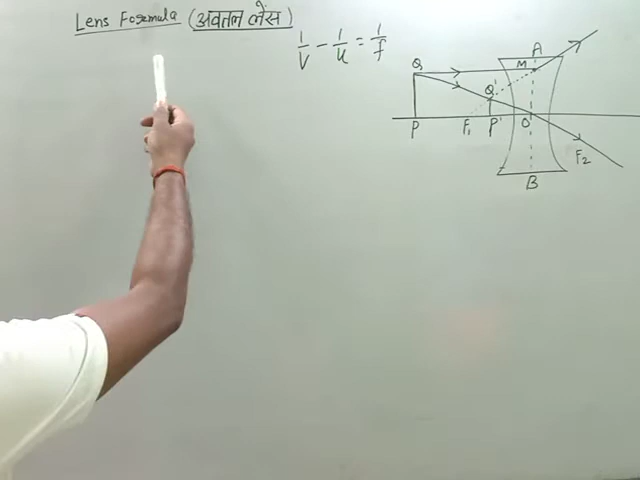 Lens Formula (अवतल लेंस)
1/v - 1/u = 1/f
A
Q
M
Q'
P
F₁
P'
O
F₂
B